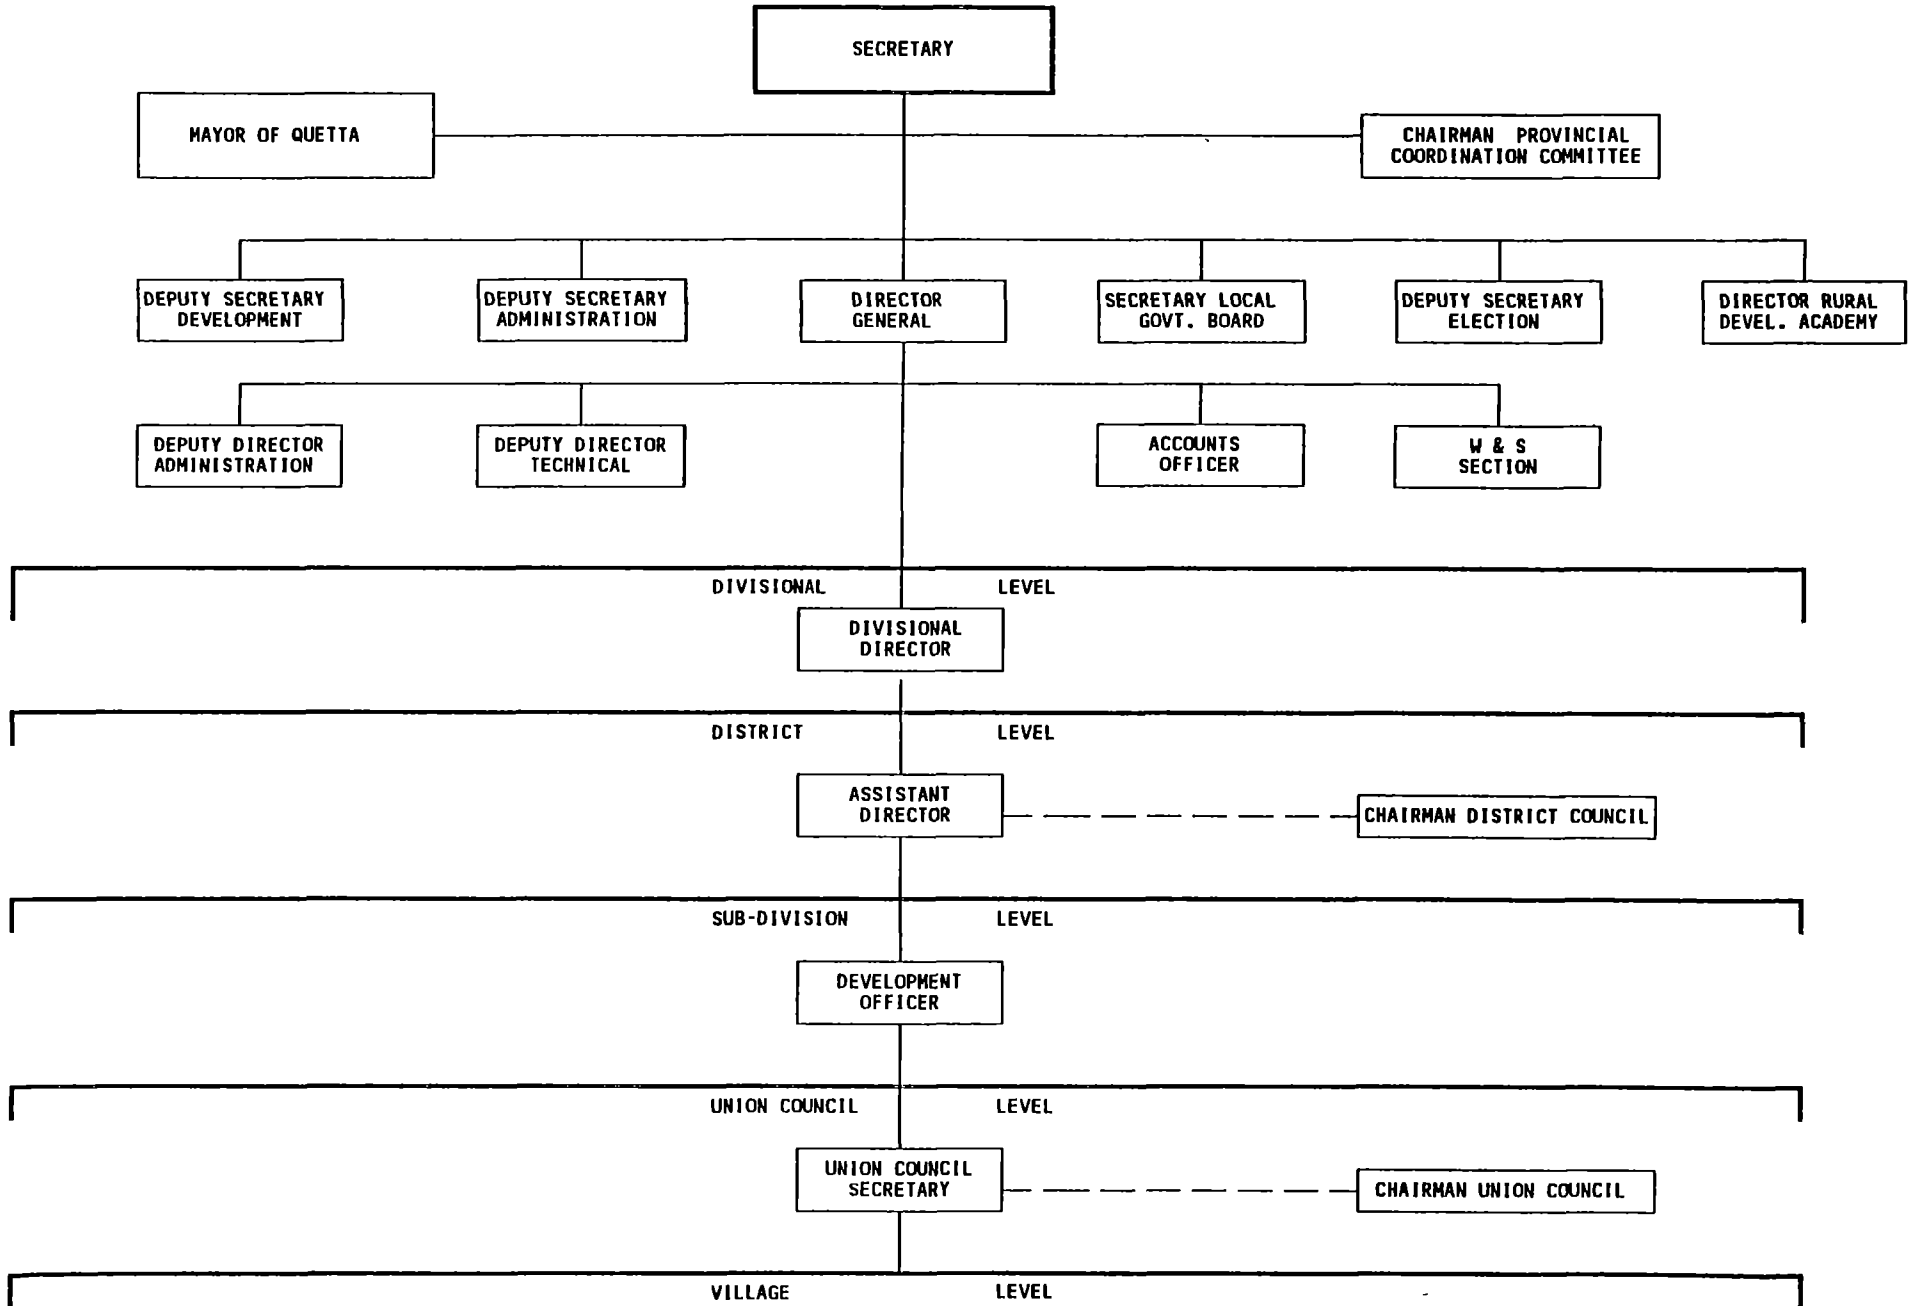 SECRETARY
MAYOR OF QUETTA
CHAIRMAN PROVINCIAL
COORDINATION COMMITTEE
DEPUTY SECRETARY
DEVELOPMENT
DEPUTY SECRETARY
ADMINISTRATION
DIRECTOR
GENERAL
SECRETARY LOCAL
GOVT. BOARD
DEPUTY SECRETARY
ELECTION
DIRECTOR RURAL
DEVEL. ACADEMY
DEPUTY DIRECTOR
ADMINISTRATION
DEPUTY DIRECTOR
TECHNICAL
ACCOUNTS
OFFICER
W & S
SECTION
DIVISIONAL LEVEL
DIVISIONAL
DIRECTOR
DISTRICT LEVEL
ASSISTANT
DIRECTOR
CHAIRMAN DISTRICT COUNCIL
SUB-DIVISION LEVEL
DEVELOPMENT
OFFICER
UNION COUNCIL LEVEL
UNION COUNCIL
SECRETARY
CHAIRMAN UNION COUNCIL
VILLAGE LEVEL